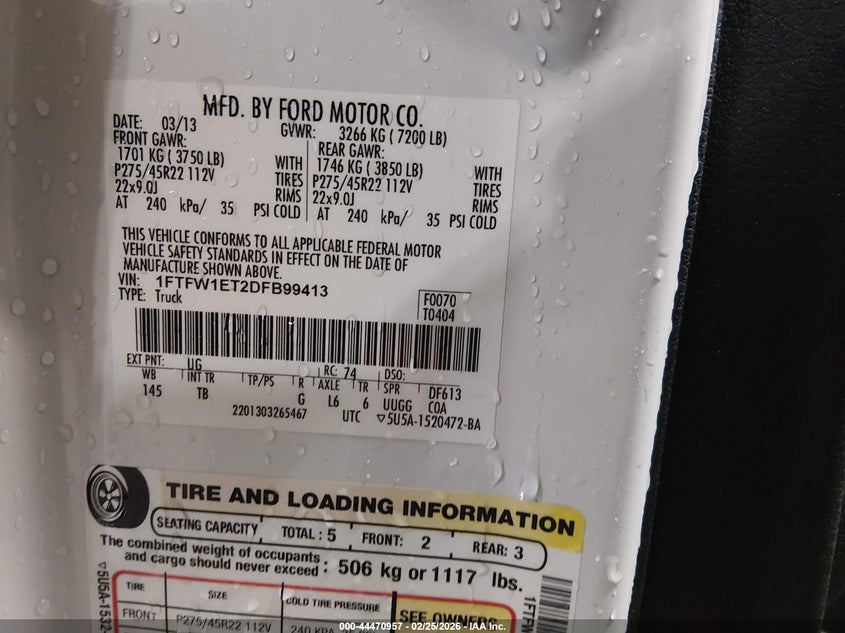 MFD. BY FORD MOTOR CO.
DATE: 03/13 GVWR: 3266 KG ( 7200 LB)
FRONT GAWR: REAR GAWR:
1701 KG ( 3750 LB) WITH 1746 KG ( 3850 LB) WITH
P275/45R22 112V TIRES P275/45R22 112V TIRES
22x9.0J RIMS 22x9.0J RIMS
AT 240 kPa/ 35 PSI COLD AT 240 kPa/ 35 PSI COLD
THIS VEHICLE CONFORMS TO ALL APPLICABLE FEDERAL MOTOR
VEHICLE SAFETY STANDARDS IN EFFECT ON THE DATE OF
MANUFACTURE SHOWN ABOVE.
VIN: 1FTFW1ET2DFB99413
TYPE: Truck
F0070
T0404
EXT PNT: UG RC: 74 DSO:
WB INT TR TP/PS R AXLE TR SPR DF613
145 TB G L6 6 UUGG COA
2201303265467 UTC ▽5U5A-1520472-BA
TIRE AND LOADING INFORMATION
SEATING CAPACITY TOTAL : 5 FRONT: 2 REAR: 3
The combined weight of occupants
and cargo should never exceed : 506 kg or 1117 lbs.
TIRE SIZE COLD TIRE PRESSURE SEE OWNERS
FRONT P275/45R22 112V
▽5U5A-1532
1FTFW
000-44470957 - 02/25/2026 - IAA Inc.